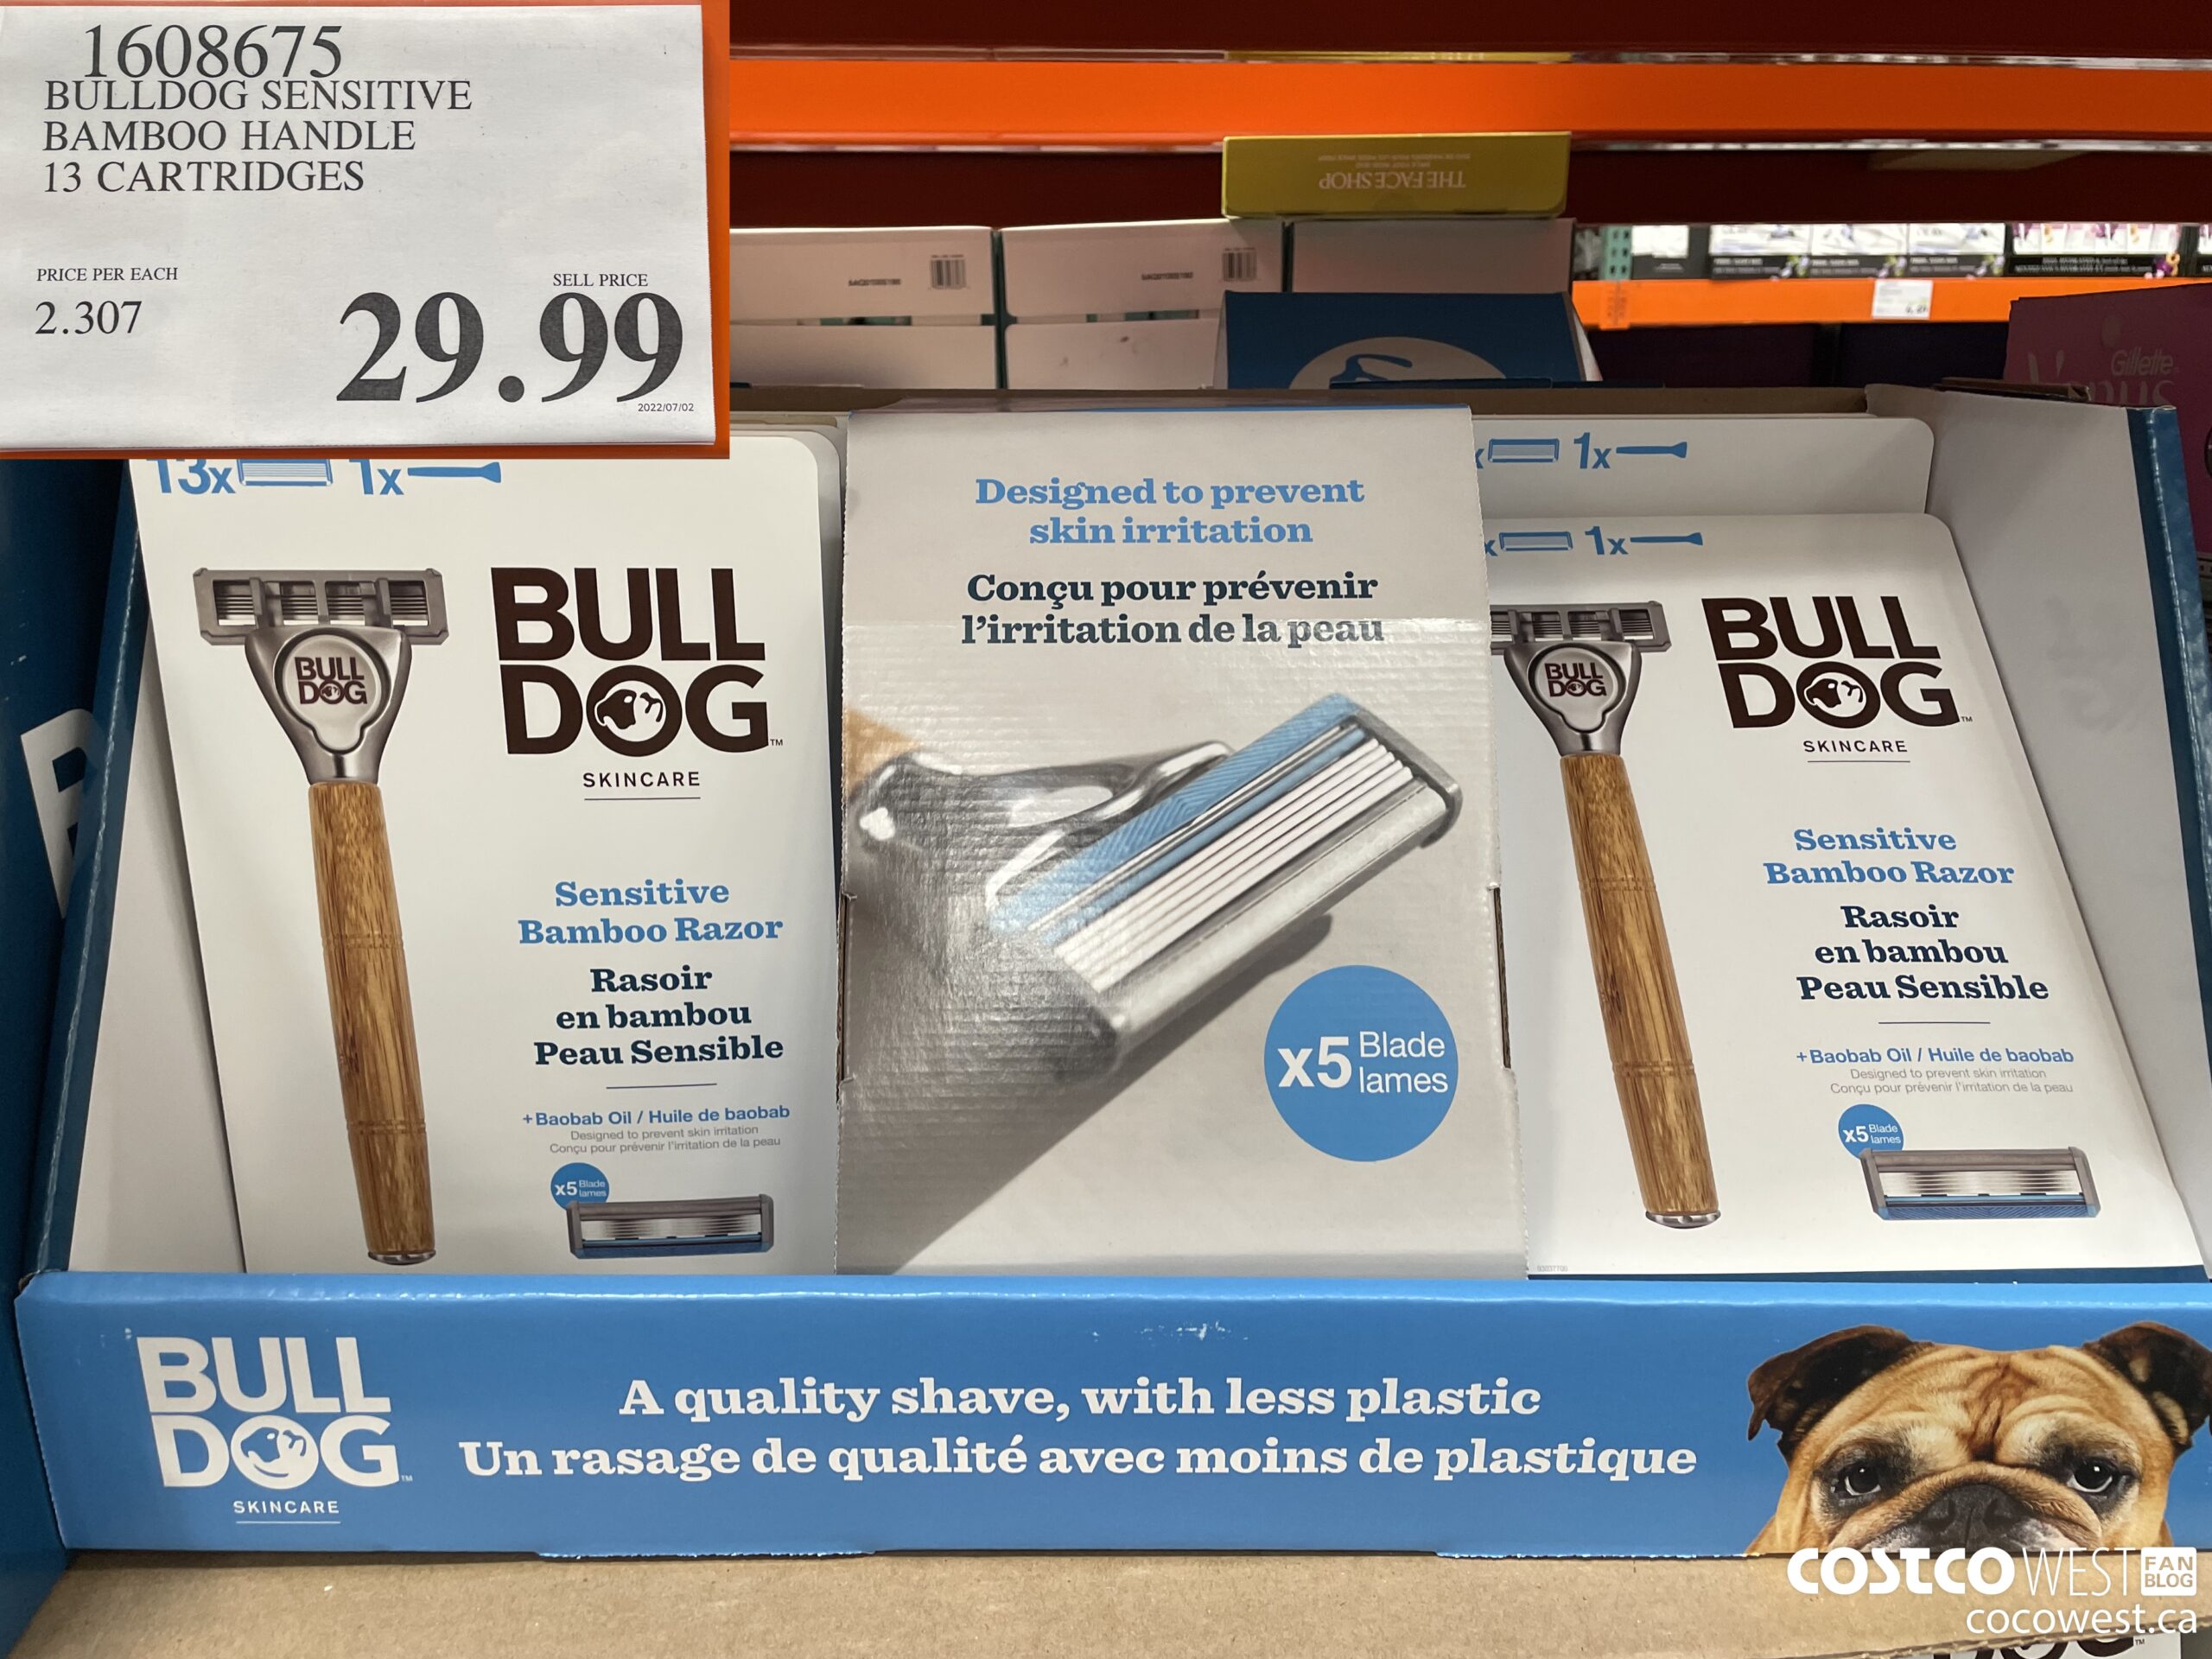 1608675
BULLDOG SENSITIVE
BAMBOO HANDLE
13 CARTRIDGES
PRICE PER EACH
2.307
SELL PRICE
29.99
2022/07/02
THE FACE SHOP
Gillette
13x 1x
BULL
DOG
BULL
DOG™
SKINCARE
Sensitive
Bamboo Razor
Rasoir
en bambou
Peau Sensible
+Baobab Oil / Huile de baobab
Designed to prevent skin irritation
Conçu pour prévenir l'irritation de la peau
x5 Blade
lames
Designed to prevent
skin irritation
Conçu pour prévenir
l'irritation de la peau
x5 Blade
lames
1x
1x
BULL
DOG
BULL
DOG™
SKINCARE
Sensitive
Bamboo Razor
Rasoir
en bambou
Peau Sensible
+Baobab Oil / Huile de baobab
Designed to prevent skin irritation
Conçu pour prévenir l'irritation de la peau
x5 Blade
lames
BULL
DOG™
SKINCARE
A quality shave, with less plastic
Un rasage de qualité avec moins de plastique
COSTCO WEST FAN
BLOG
cocowest.ca